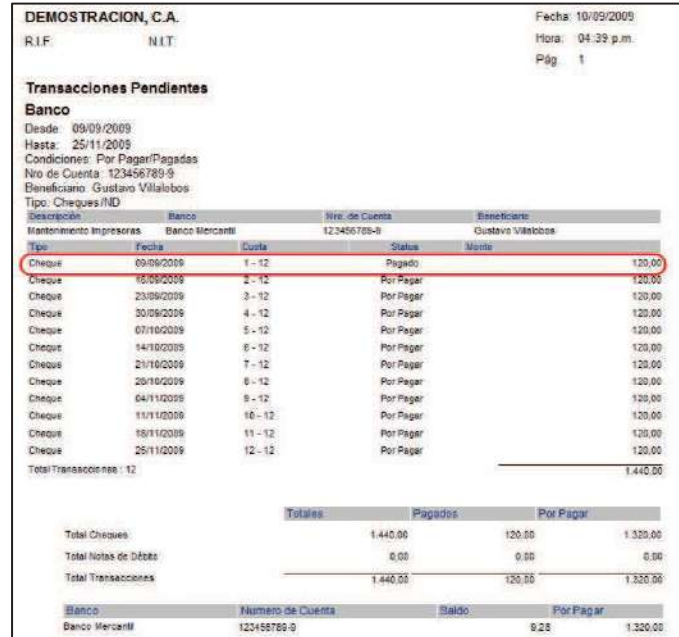 DEMOSTRACION, C.A. Fecha: 10/09/2009
R.I.F. N.I.T. Hora: 04:39 p.m.
Pág. 1
Transacciones Pendientes
Banco
Desde: 09/09/2009
Hasta: 25/11/2009
Condiciones: Por Pagar/Pagadas
Nro de Cuenta: 123456789-9
Beneficiario: Gustavo Villalobos
Tipo: Cheques/ND
Descripción Banco Nro. de Cuenta Beneficiario
Mantenimiento Impresoras Banco Mercantil 123456789-9 Gustavo Villalobos
Tipo Fecha Cuota Status Monto
Cheque 09/09/2009 1 - 12 Pagado 120,00
Cheque 16/09/2009 2 - 12 Por Pagar 120,00
Cheque 23/09/2009 3 - 12 Por Pagar 120,00
Cheque 30/09/2009 4 - 12 Por Pagar 120,00
Cheque 07/10/2009 5 - 12 Por Pagar 120,00
Cheque 14/10/2009 6 - 12 Por Pagar 120,00
Cheque 21/10/2009 7 - 12 Por Pagar 120,00
Cheque 28/10/2009 8 - 12 Por Pagar 120,00
Cheque 04/11/2009 9 - 12 Por Pagar 120,00
Cheque 11/11/2009 10 - 12 Por Pagar 120,00
Cheque 18/11/2009 11 - 12 Por Pagar 120,00
Cheque 25/11/2009 12 - 12 Por Pagar 120,00
Total Transacciones : 12 1.440,00
Totales Pagados Por Pagar
Total Cheques 1.440,00 120,00 1.320,00
Total Notas de Débito 0,00 0,00 0,00
Total Transacciones 1.440,00 120,00 1.320,00
Banco Numero de Cuenta Saldo Por Pagar
Banco Mercantil 123456789-9 9,28 1.320,00